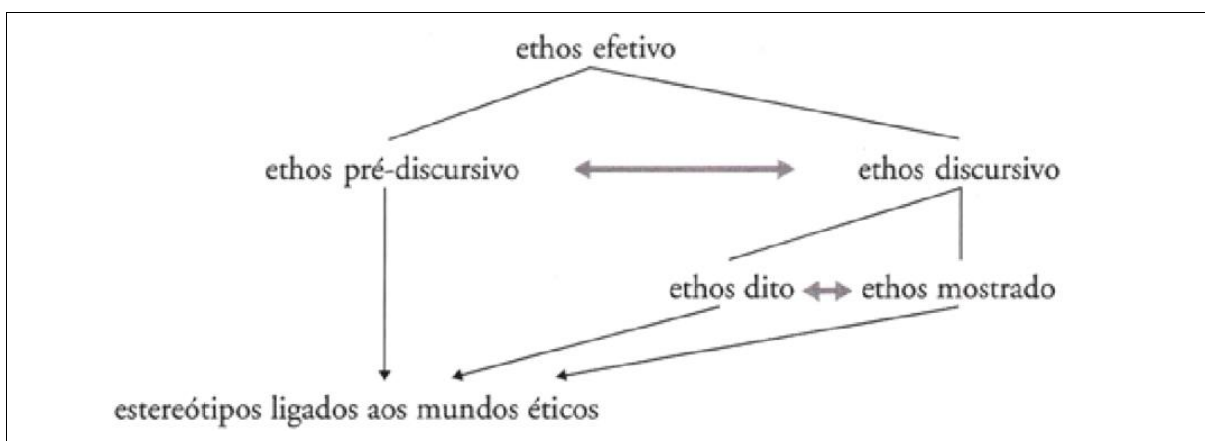 ethos efetivo
ethos pré-discursivo ethos discursivo
ethos dito ethos mostrado
estereótipos ligados aos mundos éticos